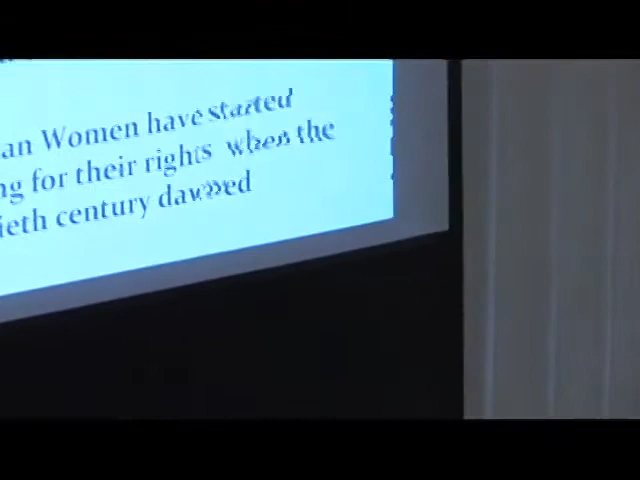 an Women have started
ng for their rights when the
ieth century dawned